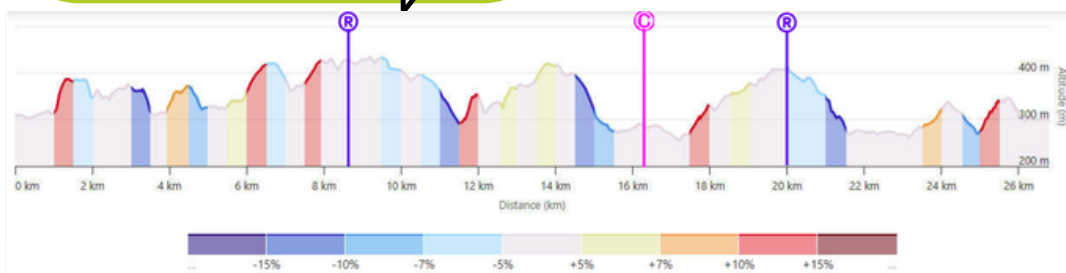 R
C
R
400 m
300 m
200 m
Altitude (m)
0 km 2 km 4 km 6 km 8 km 10 km 12 km 14 km 16 km 18 km 20 km 22 km 24 km 26 km
Distance (km)
... -15% -10% -7% -5% +5% +7% +10% +15% ...